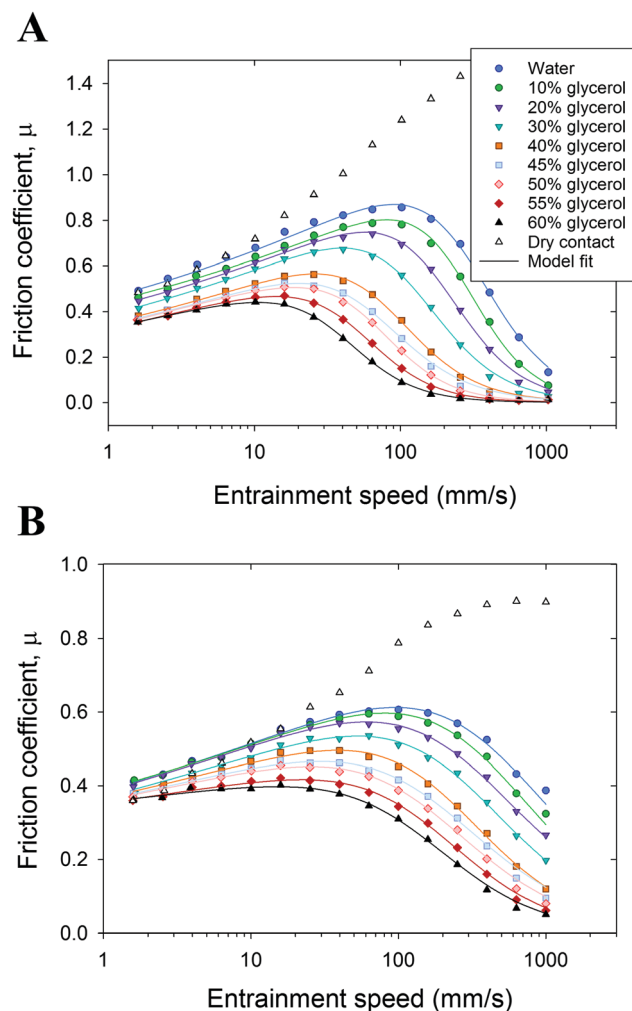 A
Friction coefficient, μ
1.4
1.2
1.0
0.8
0.6
0.4
0.2
0.0
1
10
100
1000
Entrainment speed (mm/s)
Water
10% glycerol
20% glycerol
30% glycerol
40% glycerol
45% glycerol
50% glycerol
55% glycerol
60% glycerol
Dry contact
Model fit
B
Friction coefficient, μ
1.0
0.8
0.6
0.4
0.2
0.0
1
10
100
1000
Entrainment speed (mm/s)